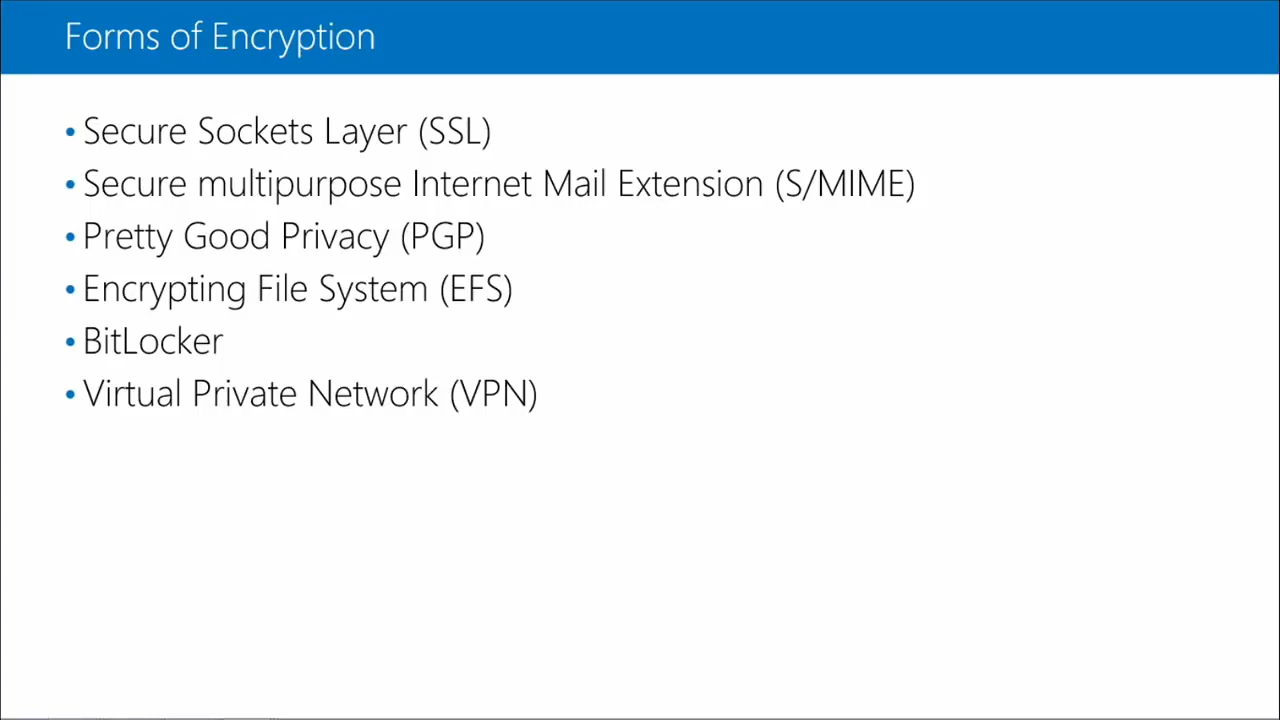 Forms of Encryption
• Secure Sockets Layer (SSL)
• Secure multipurpose Internet Mail Extension (S/MIME)
• Pretty Good Privacy (PGP)
• Encrypting File System (EFS)
• BitLocker
• Virtual Private Network (VPN)